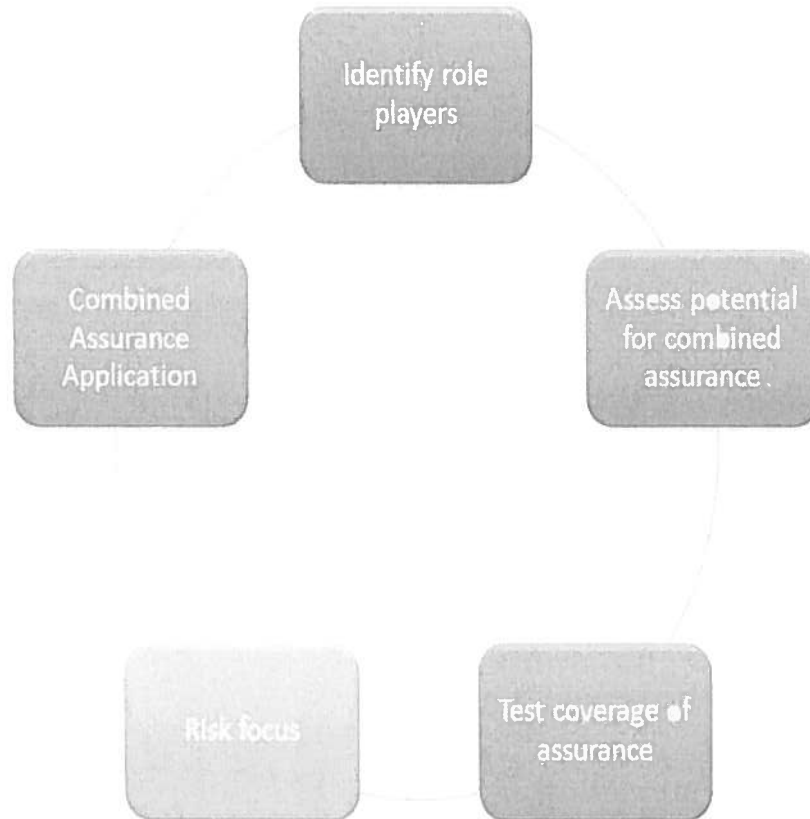 Identify role
players
Assess potential
for combined
assurance .
Test coverage of
assurance
Risk focus
Combined
Assurance
Application